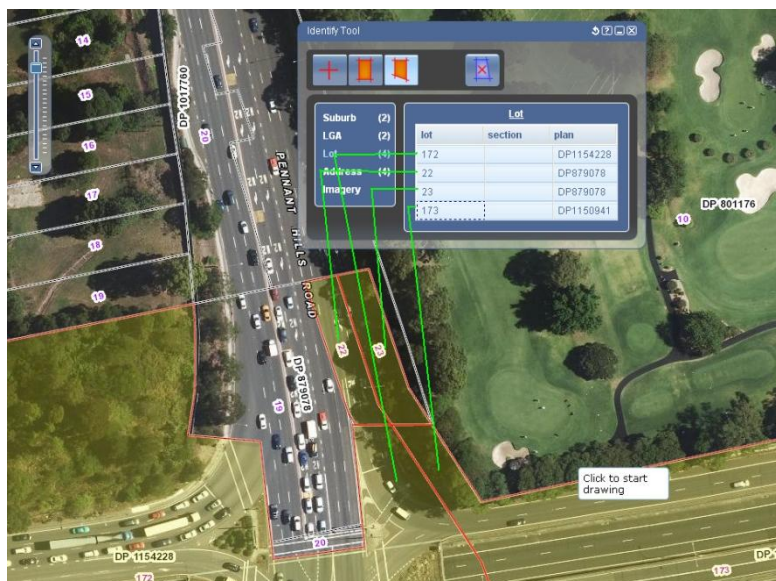 Identify Tool
Suburb (2)
LGA (2)
Lot (4)
Address (4)
Imagery
Lot
lot section plan
172 DP1154228
22 DP879078
23 DP879078
173 DP1150941
14
DP 1017760
20
15
16
17
18
19
PENNANT HILLS ROAD
DP 801176
10
22
23
DP 879078
19
Click to start
drawing
20
DP 1154228
172
173